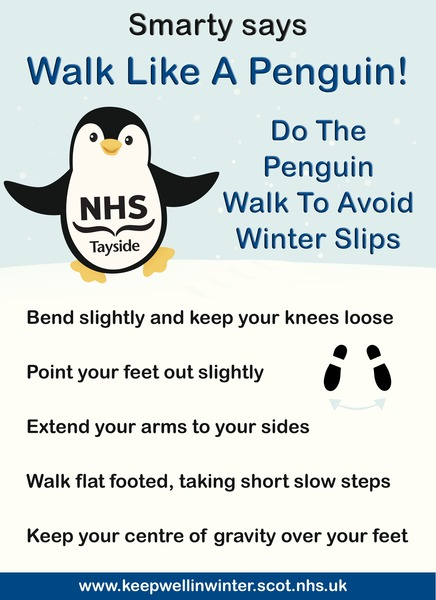 Smarty says
Walk Like A Penguin!
Do The
Penguin
Walk To Avoid
Winter Slips
NHS
Tayside
Bend slightly and keep your knees loose
Point your feet out slightly
Extend your arms to your sides
Walk flat footed, taking short slow steps
Keep your centre of gravity over your feet
www.keepwellinwinter.scot.nhs.uk